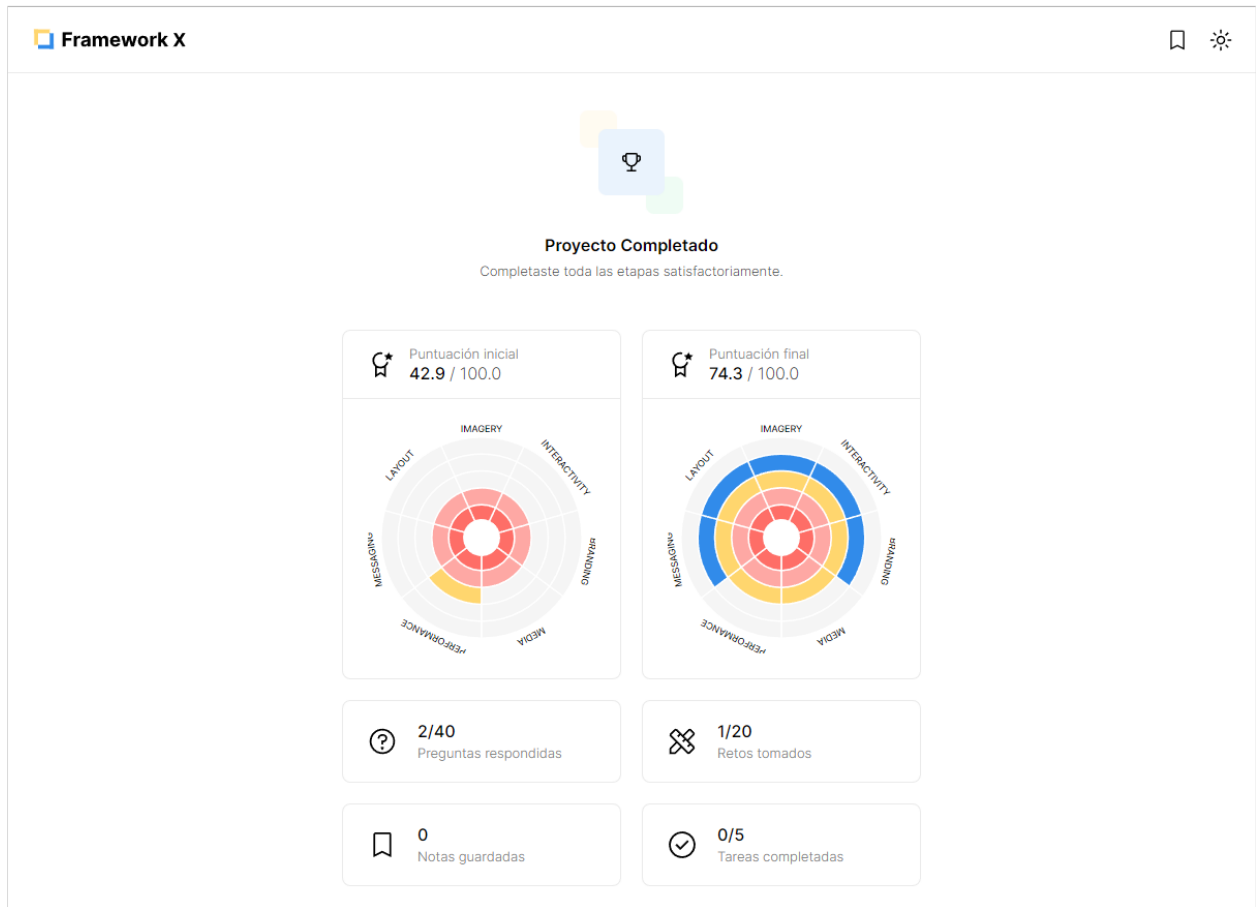 Framework X
Proyecto Completado
Completaste toda las etapas satisfactoriamente.
Puntuación inicial
42.9 / 100.0
IMAGERY
INTERACTIVITY
BRANDING
MEDIA
PERFORMANCE
MESSAGING
LAYOUT
Puntuación final
74.3 / 100.0
IMAGERY
INTERACTIVITY
BRANDING
MEDIA
PERFORMANCE
MESSAGING
LAYOUT
2/40
Preguntas respondidas
1/20
Retos tomados
0
Notas guardadas
0/5
Tareas completadas